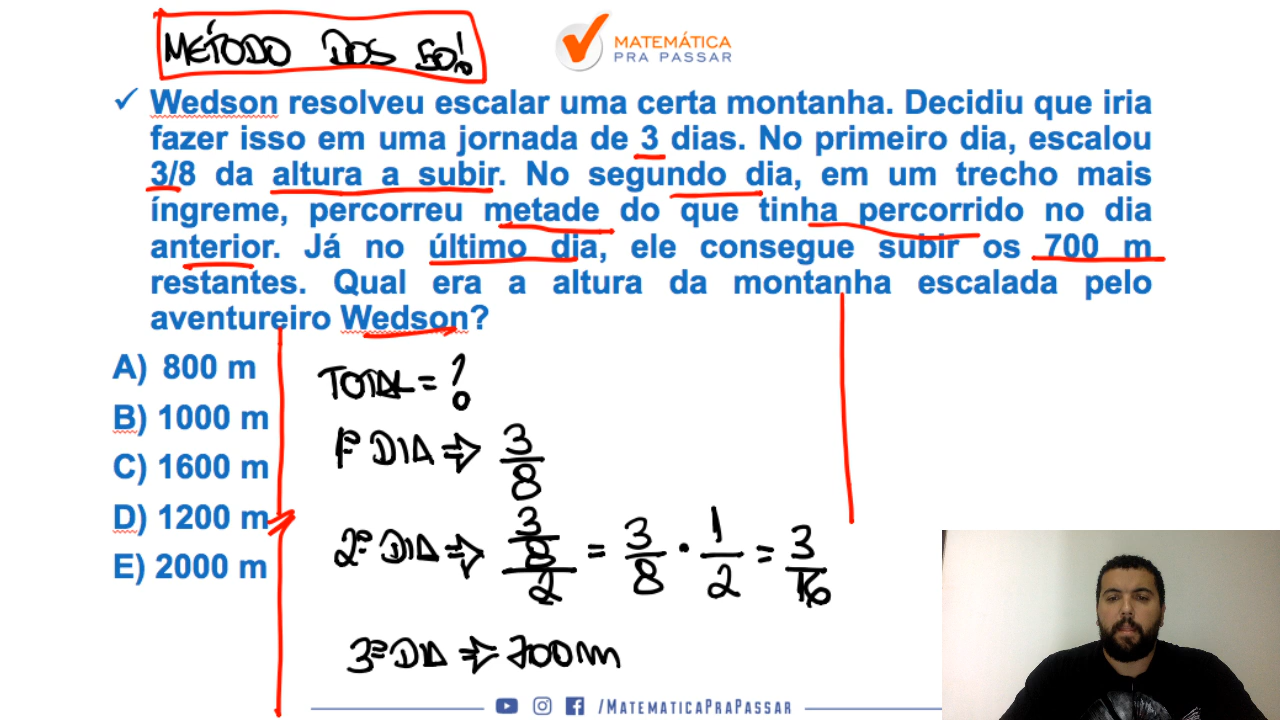 MÉTODO DOS 50!
MATEMÁTICA
PRA PASSAR
✓ Wedson resolveu escalar uma certa montanha. Decidiu que iria
fazer isso em uma jornada de 3 dias. No primeiro dia, escalou
3/8 da altura a subir. No segundo dia, em um trecho mais
íngreme, percorreu metade do que tinha percorrido no dia
anterior. Já no último dia, ele consegue subir os 700 m
restantes. Qual era a altura da montanha escalada pelo
aventureiro Wedson?
A) 800 m
B) 1000 m
C) 1600 m
D) 1200 m
E) 2000 m
TOTAL = ?
1º DIA ⇒ 3/8
2º DIA ⇒ 3/8/2 = 3/8 · 1/2 = 3/16
3º DIA ⇒ 700m
/MATEMATICAPRAPASSAR